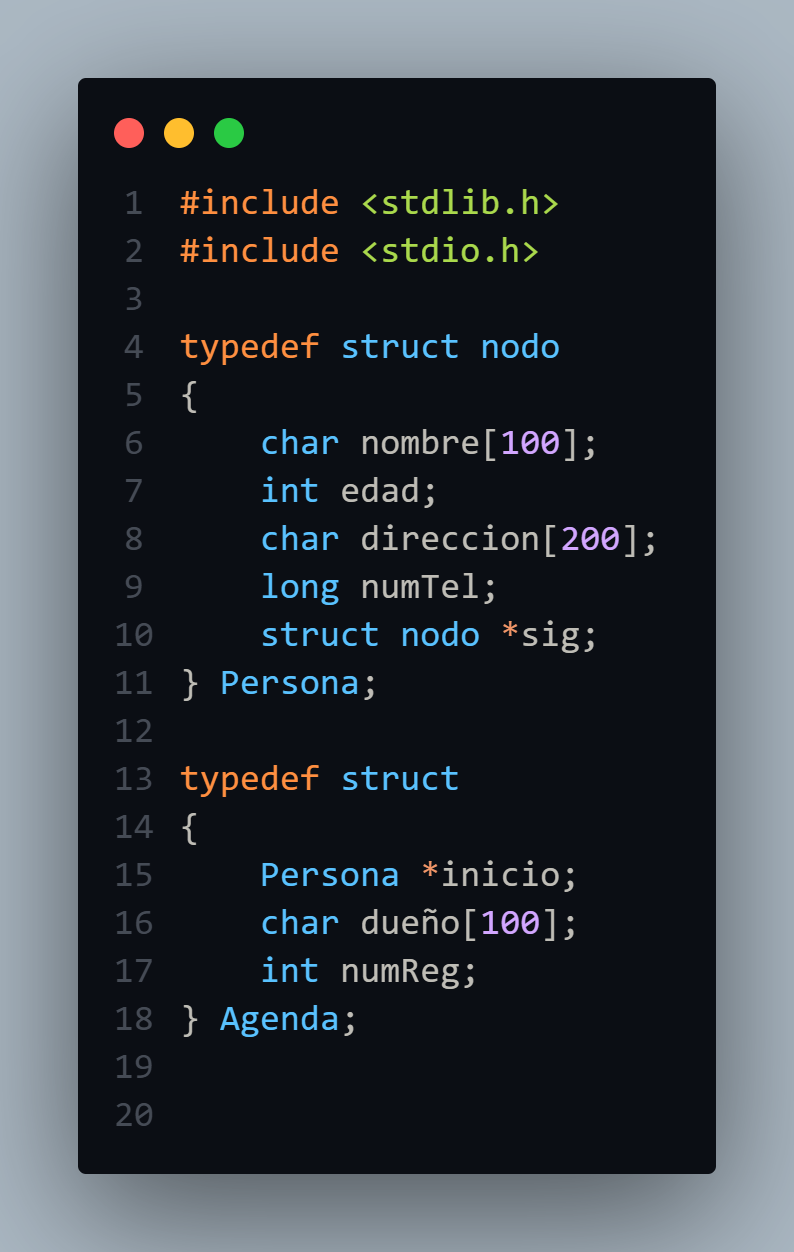 1 #include <stdlib.h>
2 #include <stdio.h>
3
4 typedef struct nodo
5 {
6     char nombre[100];
7     int edad;
8     char direccion[200];
9     long numTel;
10     struct nodo *sig;
11 } Persona;
12
13 typedef struct
14 {
15     Persona *inicio;
16     char dueño[100];
17     int numReg;
18 } Agenda;
19
20